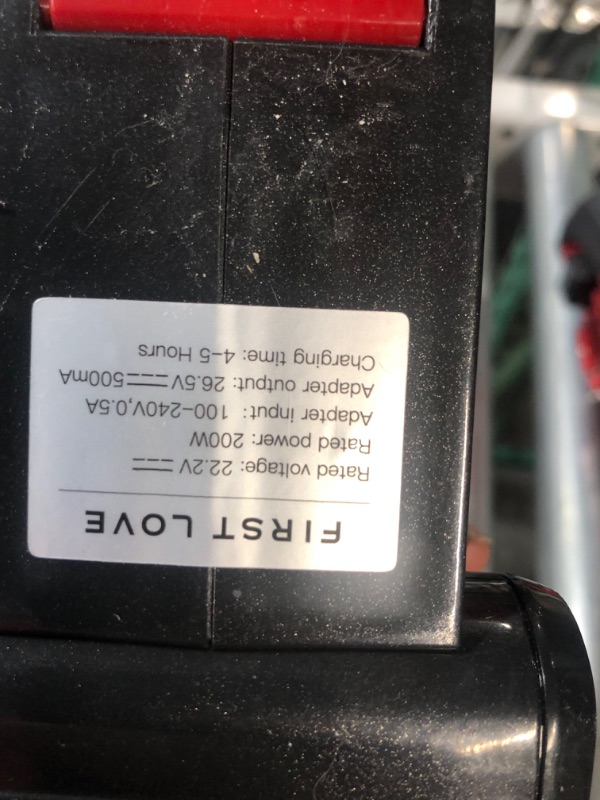 FIRST LOVE
Rated voltage: 22.2V ⎓
Rated power: 200W
Adapter input: 100-240V,0.5A
Adapter output: 26.5V⎓500mA
Charging time: 4-5 Hours